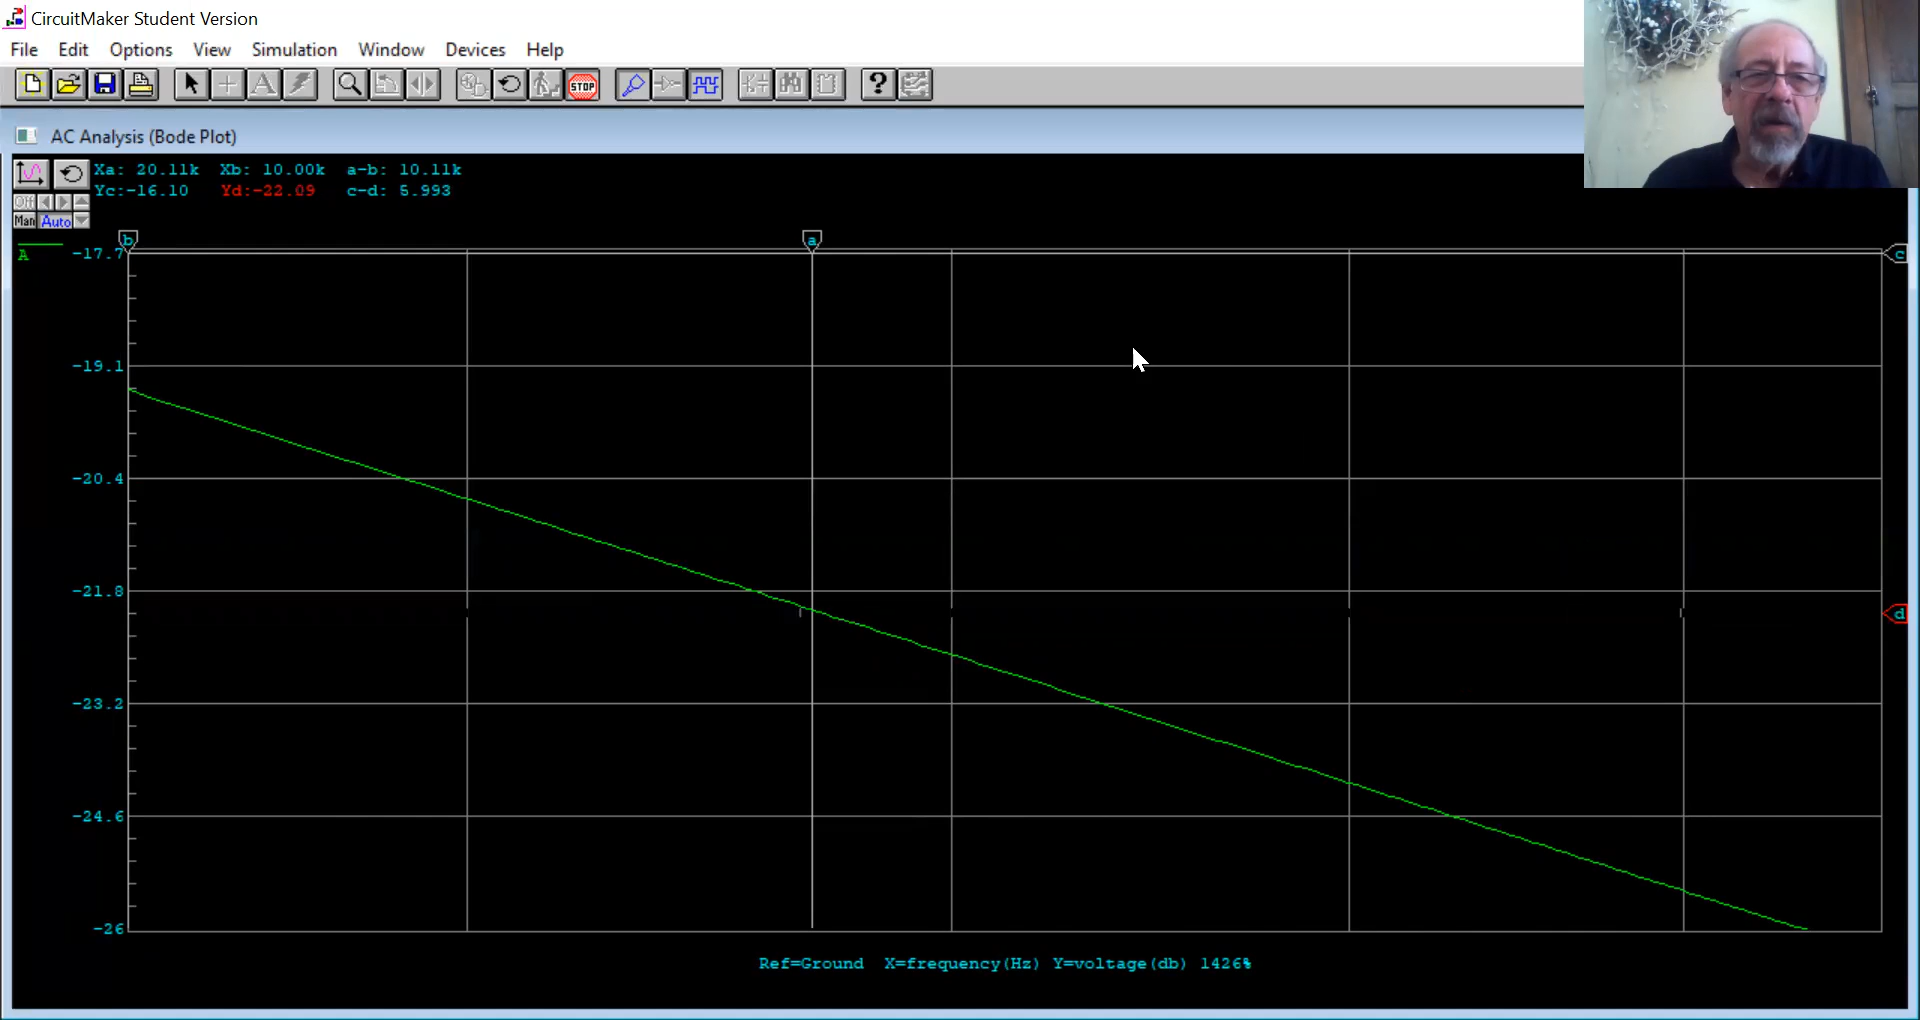 CircuitMaker Student Version
File Edit Options View Simulation Window Devices Help
STOP
AC Analysis (Bode Plot)
Xa: 20.11k Xb: 10.00k a-b: 10.11k
Yc:-16.10 Yd:-22.09 c-d: 5.993
Off
Man Auto
b a
A
-17.7 c
-19.1
-20.4
-21.8
d
-23.2
-24.6
-26
Ref=Ground X=frequency(Hz) Y=voltage(db) 1426%